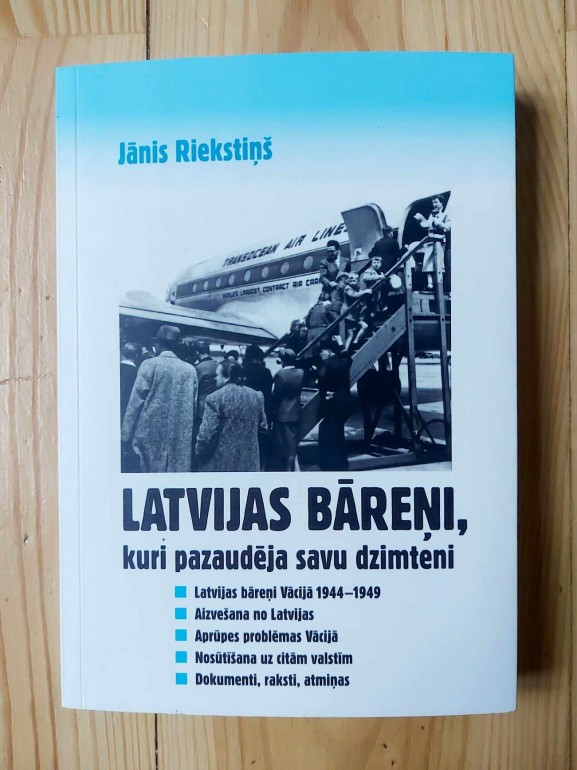 Jānis Riekstiņš
TRANSOCEAN AIR LINES
WORLD'S LARGEST CONTRACT AIR CARR
LATVIJAS BĀREŅI,
kuri pazaudēja savu dzimteni
Latvijas bāreņi Vācijā 1944–1949
Aizvešana no Latvijas
Aprūpes problēmas Vācijā
Nosūtīšana uz citām valstīm
Dokumenti, raksti, atmiņas